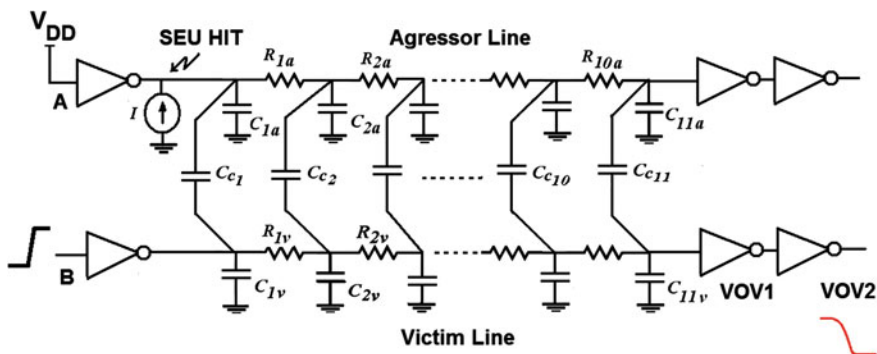 VDD
SEU HIT
Agressor Line
R1a
R2a
R10a
A
I
C1a
C2a
C11a
Cc1
Cc2
Cc10
Cc11
R1v
R2v
B
C1v
C2v
C11v
VOV1
VOV2
Victim Line